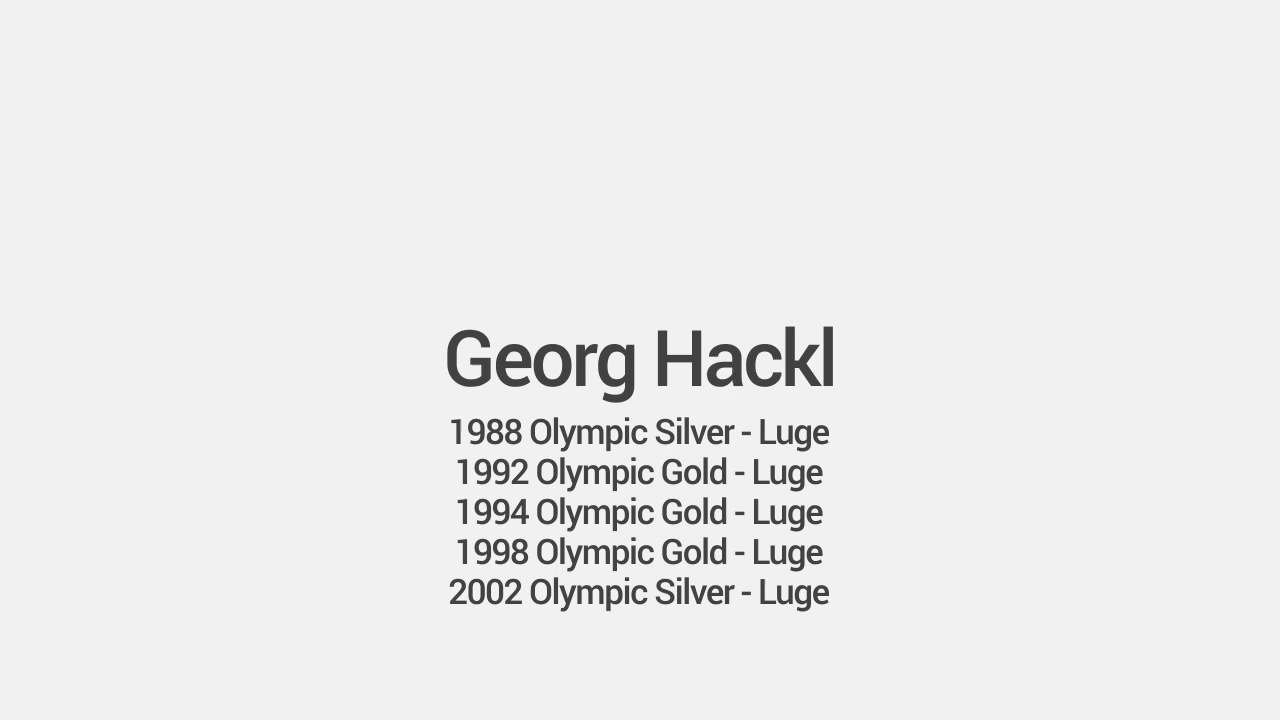 Georg Hackl
1988 Olympic Silver - Luge
1992 Olympic Gold - Luge
1994 Olympic Gold - Luge
1998 Olympic Gold - Luge
2002 Olympic Silver - Luge